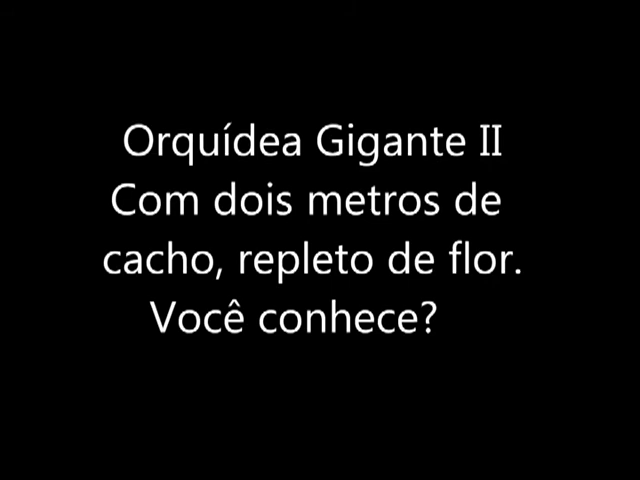 Orquídea Gigante II
Com dois metros de
cacho, repleto de flor.
Você conhece?